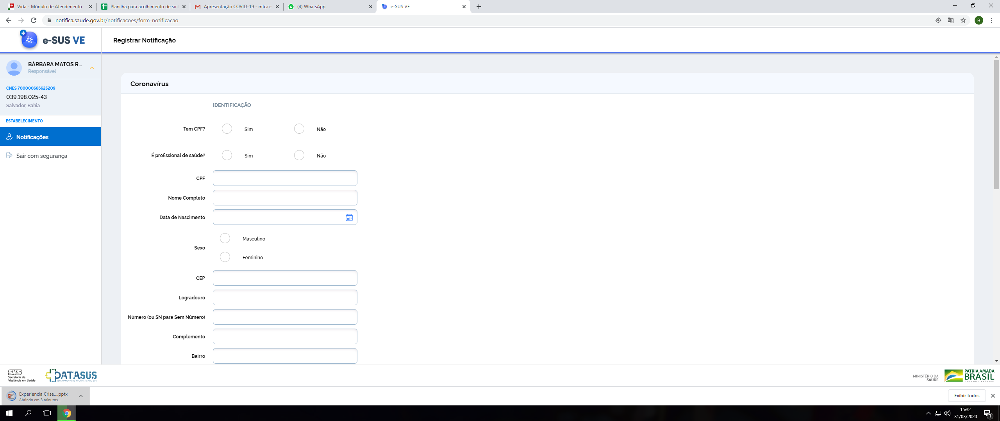 Vida - Módulo de Atendimento
Planilha para acolhimento de sin
Apresentação COVID-19 - mfc.re
(4) WhatsApp
e-SUS VE
notifica.saude.gov.br/notificacoes/form-notificacao
R
e-SUS VE
Registrar Notificação
BÁRBARA MATOS R...
Responsável
CNES 700000666625209
039.198.025-43
Salvador, Bahia
ESTABELECIMENTO
Notificações
Sair com segurança
Coronavírus
IDENTIFICAÇÃO
Tem CPF? Sim Não
É profissional de saúde? Sim Não
CPF
Nome Completo
Data de Nascimento
Sexo
Masculino
Feminino
CEP
Logradouro
Número (ou SN para Sem Número)
Complemento
Bairro
SVS
Secretaria de
Vigilância em Saúde
DATASUS
DEPARTAMENTO DE INFORMÁTICA DO SUS
MINISTÉRIO DA
SAÚDE
PÁTRIA AMADA
BRASIL
GOVERNO FEDERAL
Experiencia Crise....pptx
Abrindo em 3 minutos...
Exibir todos
15:32
31/03/2020
1